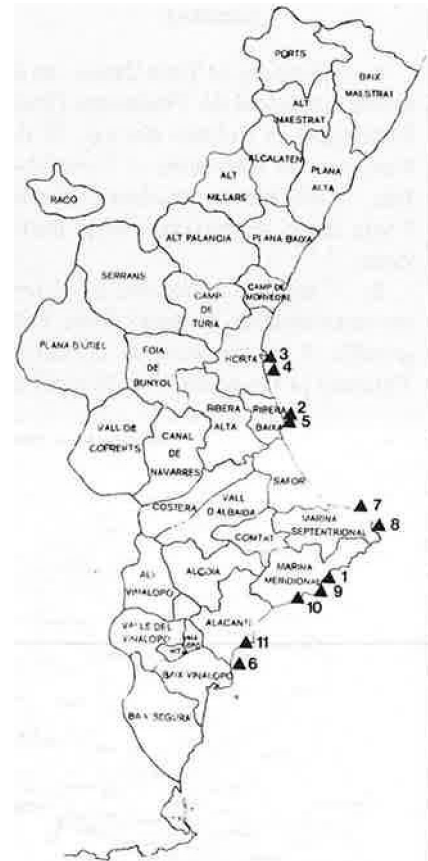 PORTS
BAIX
MAESTRAT
ALT
MAESTRAT
ALCALATEN
ALT
MILLARS
PLANA
ALTA
RACÓ
ALT PALANCIA
PLANA BAIXA
SERRANS
CAMP DE
MORVEDRE
CAMP
DE
TURIA
PLANA D'UTIEL
FOIA
DE
BUNYOL
HORTA
3
4
RIBERA
ALTA
RIBERA
BAIXA
2
5
VALL DE
COFRENTS
CANAL
DE
NAVARRES
SAFOR
COSTERA
VALL
D'ALBAIDA
7
MARINA
SEPTENTRIONAL
8
COMTAT
ALCOIA
MARINA
MERIDIONAL
1
9
10
ALT
VINALOPO
ALACANTI
VALLE DEL
VINALOPO
11
6
BAIX VINALOPO
BAIX SEGURA